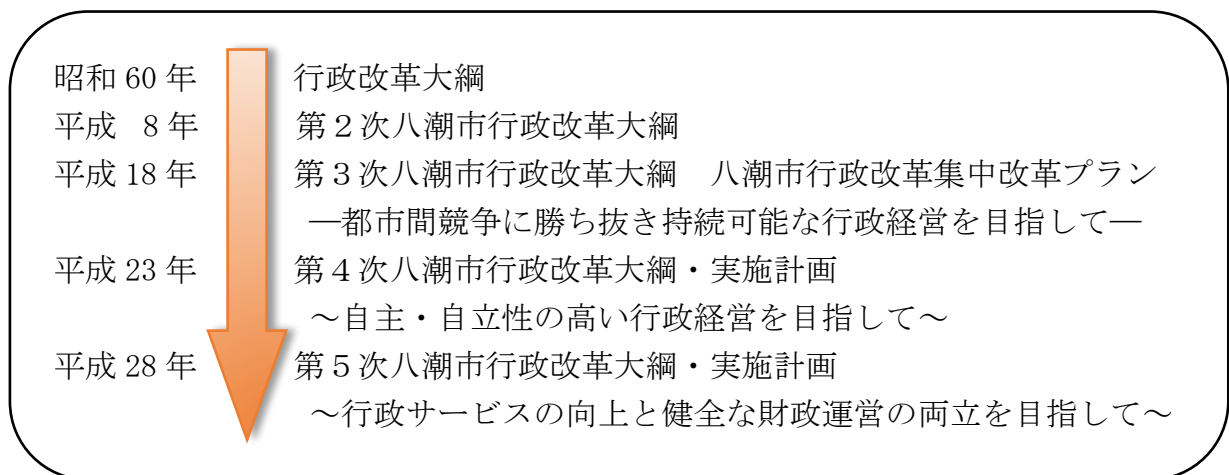 昭和 60 年 行政改革大綱
平成 8 年 第２次八潮市行政改革大綱
平成 18 年 第３次八潮市行政改革大綱　八潮市行政改革集中改革プラン
―都市間競争に勝ち抜き持続可能な行政経営を目指して―
平成 23 年 第４次八潮市行政改革大綱・実施計画
～自主・自立性の高い行政経営を目指して～
平成 28 年 第５次八潮市行政改革大綱・実施計画
～行政サービスの向上と健全な財政運営の両立を目指して～